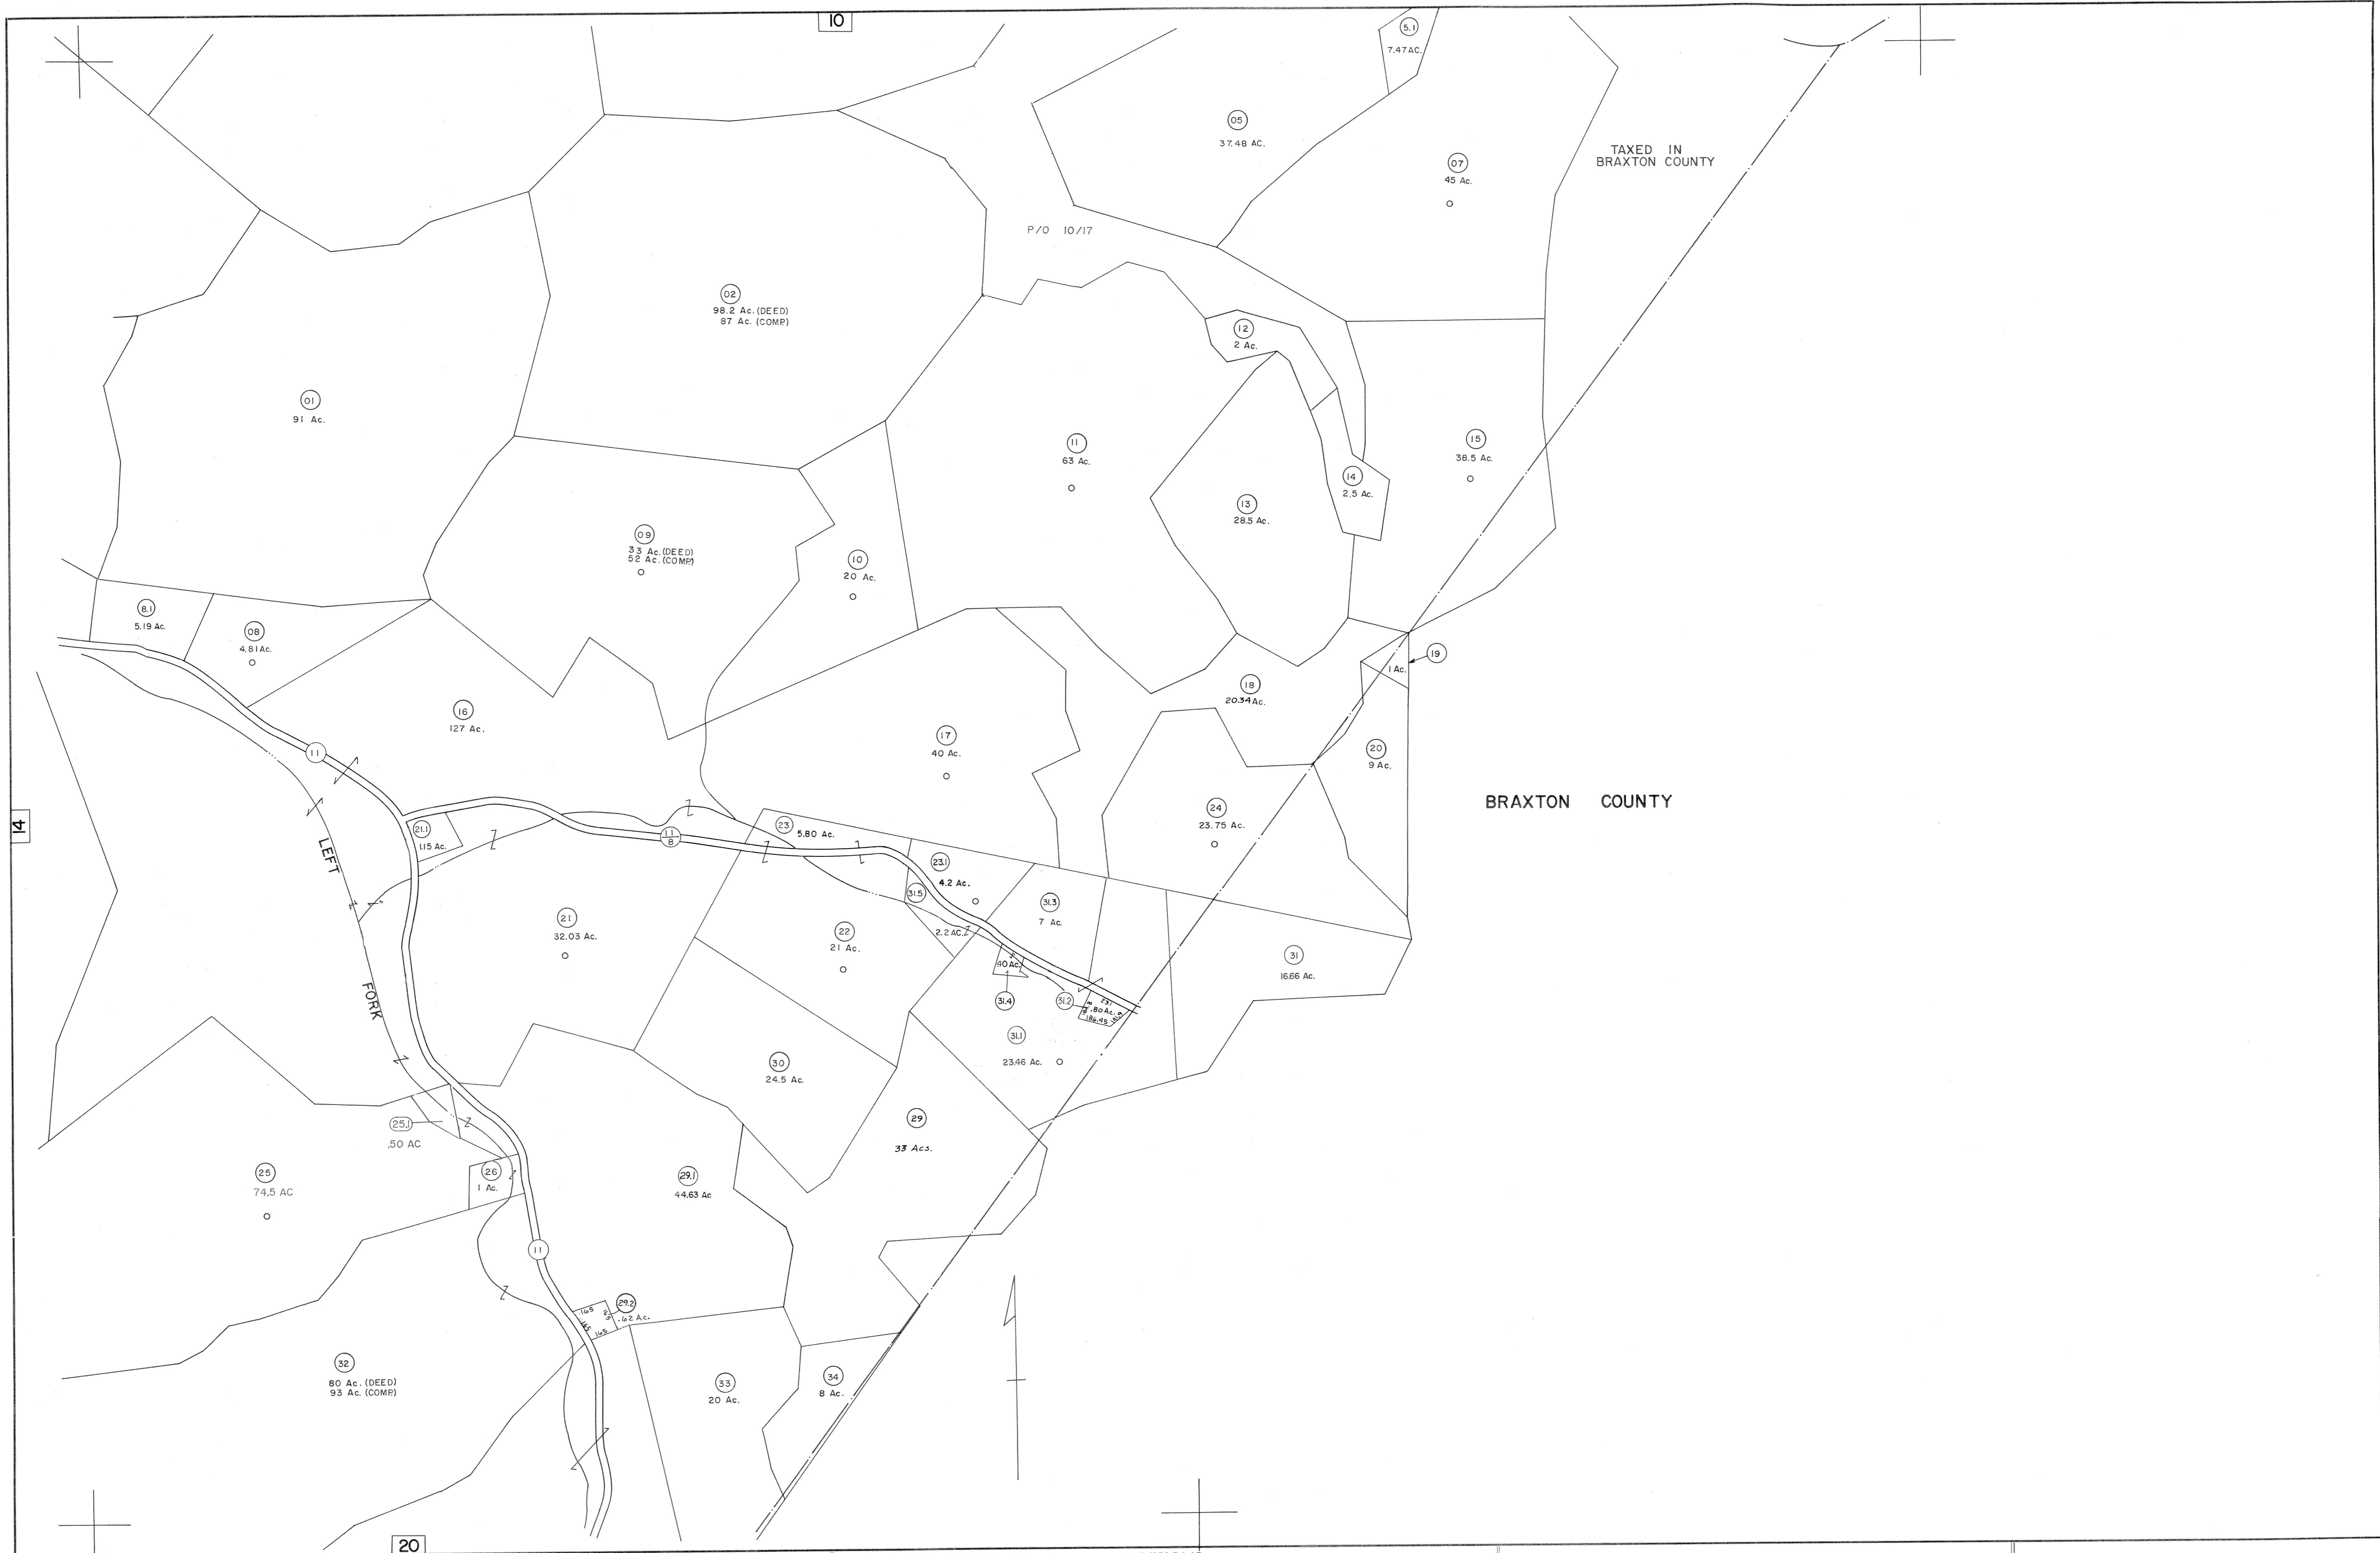 10
5.1
7.47 AC.
05
37.48 AC.
07
45 Ac.
TAXED IN
BRAXTON COUNTY
P/O 10/17
02
98.2 Ac. (DEED)
87 Ac. (COMP.)
12
2 Ac.
01
91 Ac.
11
63 Ac.
15
38.5 Ac.
14
2.5 Ac.
13
28.5 Ac.
09
33 Ac. (DEED)
52 Ac. (COMP.)
10
20 Ac.
8.1
5.19 Ac.
08
4.81 Ac.
19
1 Ac.
18
20.34 Ac.
16
127 Ac.
17
40 Ac.
11
20
9 Ac.
BRAXTON COUNTY
14
24
23.75 Ac.
21.1
1.15 Ac.
11
8
23
5.80 Ac.
LEFT
FORK
23.1
4.2 Ac.
31.5
2.2 AC.
31.3
7 Ac.
21
32.03 Ac.
22
21 Ac.
31
16.66 Ac.
.40 Ac.
31.4
31.2
231
.80 Ac.
186.45
31.1
23.46 Ac.
30
24.5 Ac.
29
33 Acs.
25.1
.50 AC
25
74.5 AC
26
1 Ac.
29.1
44.63 Ac
11
29.2
.62 Ac.
165
165
165
32
80 Ac. (DEED)
93 Ac. (COMP.)
33
20 Ac.
34
8 Ac.
20